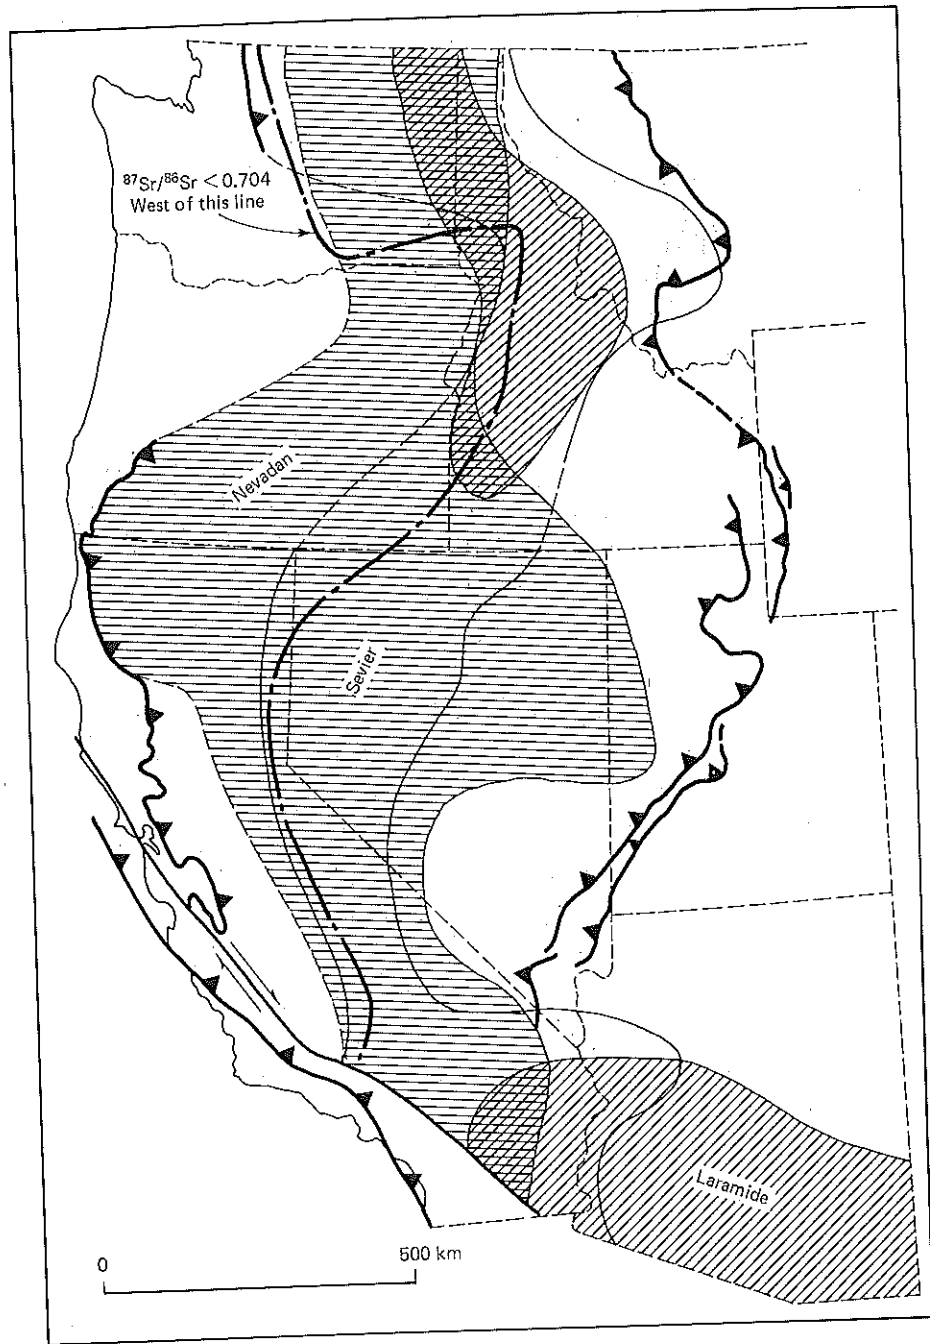 ⁸⁷Sr/⁸⁶Sr < 0.704
West of this line
Nevadan
Sevier
Laramide
0
500 km